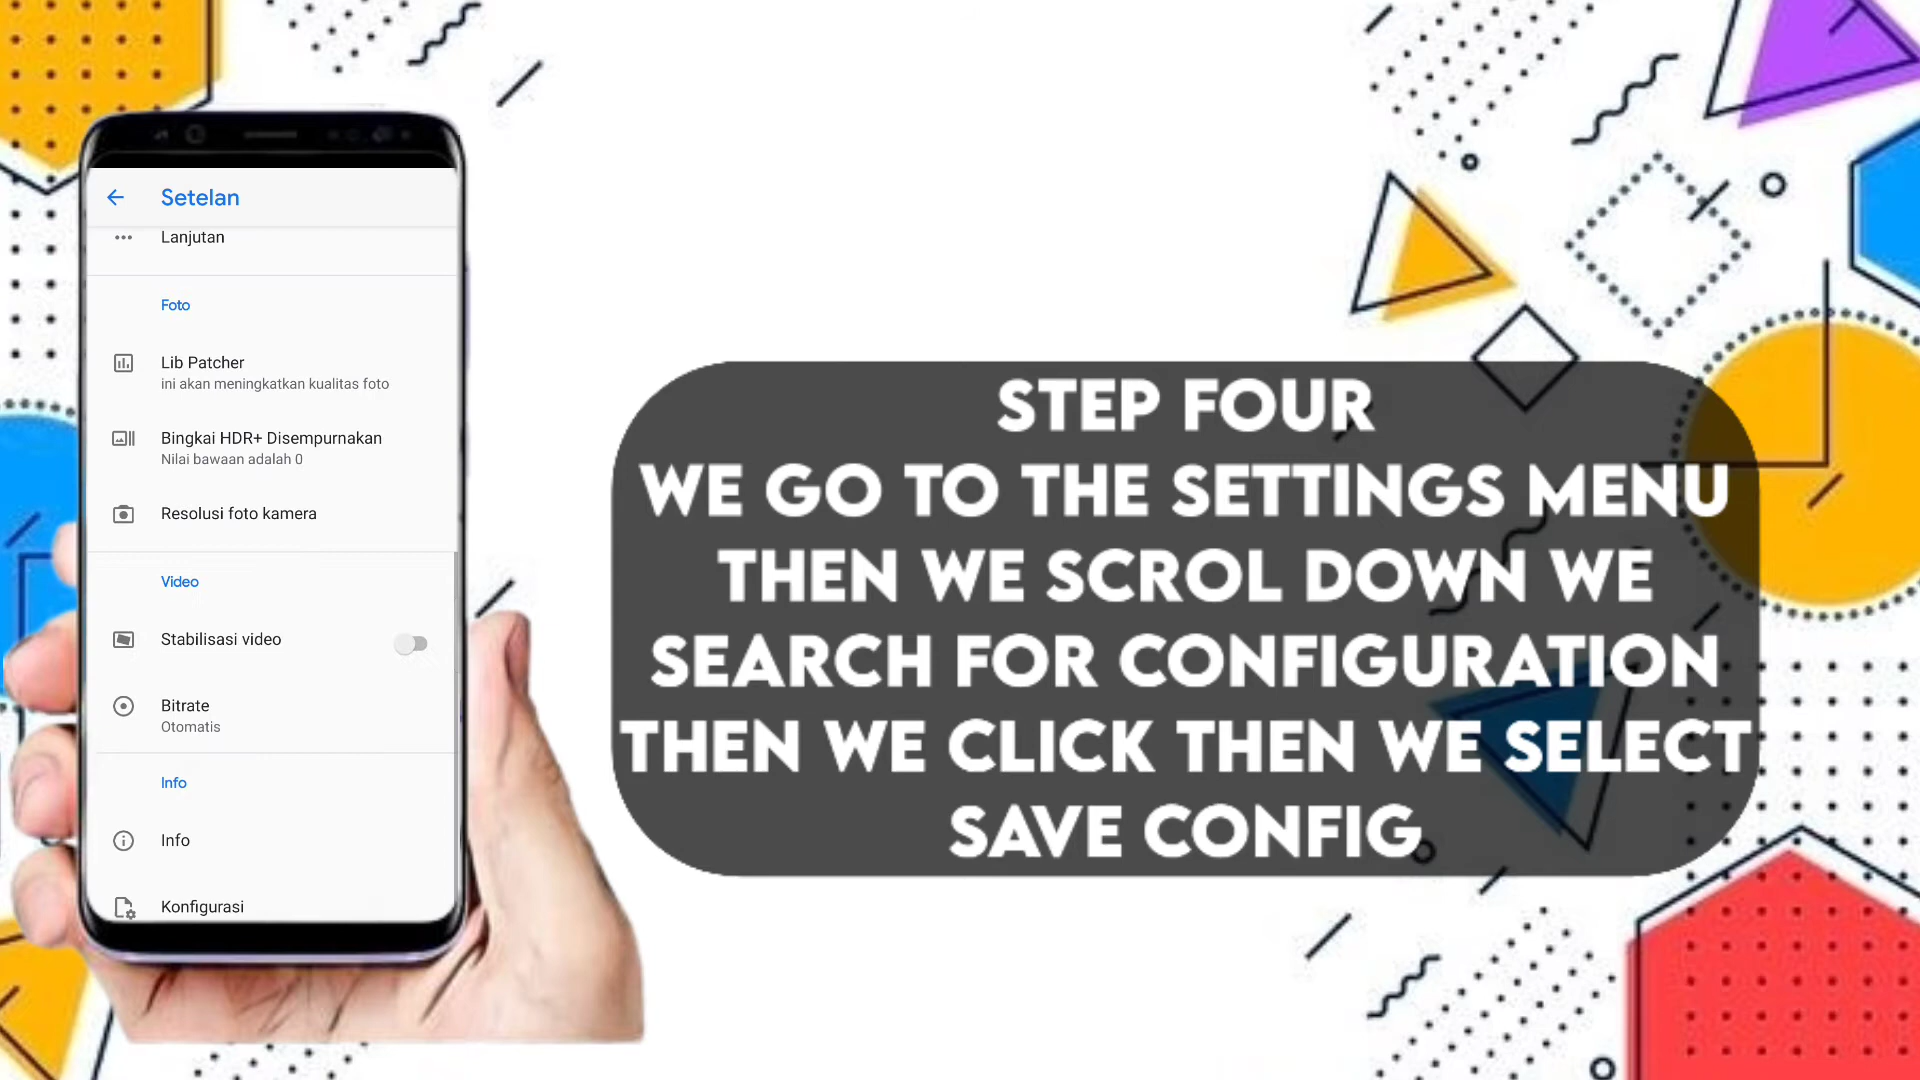 Setelan
Lanjutan
Foto
Lib Patcher
ini akan meningkatkan kualitas foto
Bingkai HDR+ Disempurnakan
Nilai bawaan adalah 0
Resolusi foto kamera
Video
Stabilisasi video
Bitrate
Otomatis
Info
Info
Konfigurasi
STEP FOUR
WE GO TO THE SETTINGS MENU
THEN WE SCROL DOWN WE
SEARCH FOR CONFIGURATION
THEN WE CLICK THEN WE SELECT
SAVE CONFIG